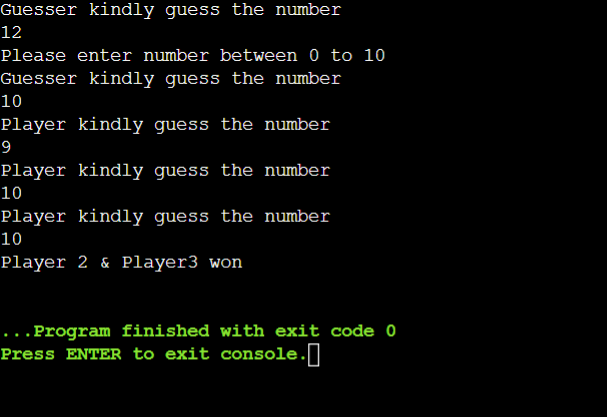 Guesser kindly guess the number
12
Please enter number between 0 to 10
Guesser kindly guess the number
10
Player kindly guess the number
9
Player kindly guess the number
10
Player kindly guess the number
10
Player 2 & Player3 won
...Program finished with exit code 0
Press ENTER to exit console.